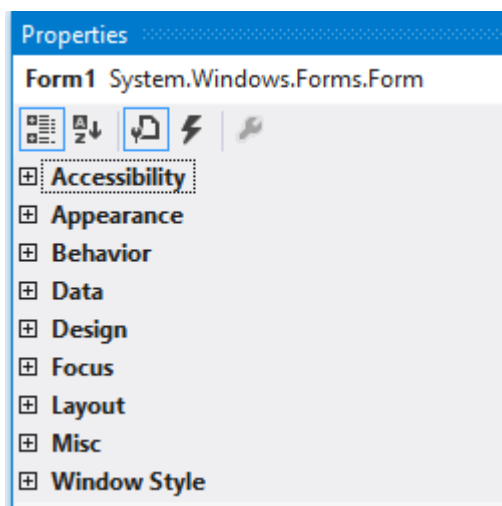 Properties
Form1 System.Windows.Forms.Form
Accessibility
Appearance
Behavior
Data
Design
Focus
Layout
Misc
Window Style